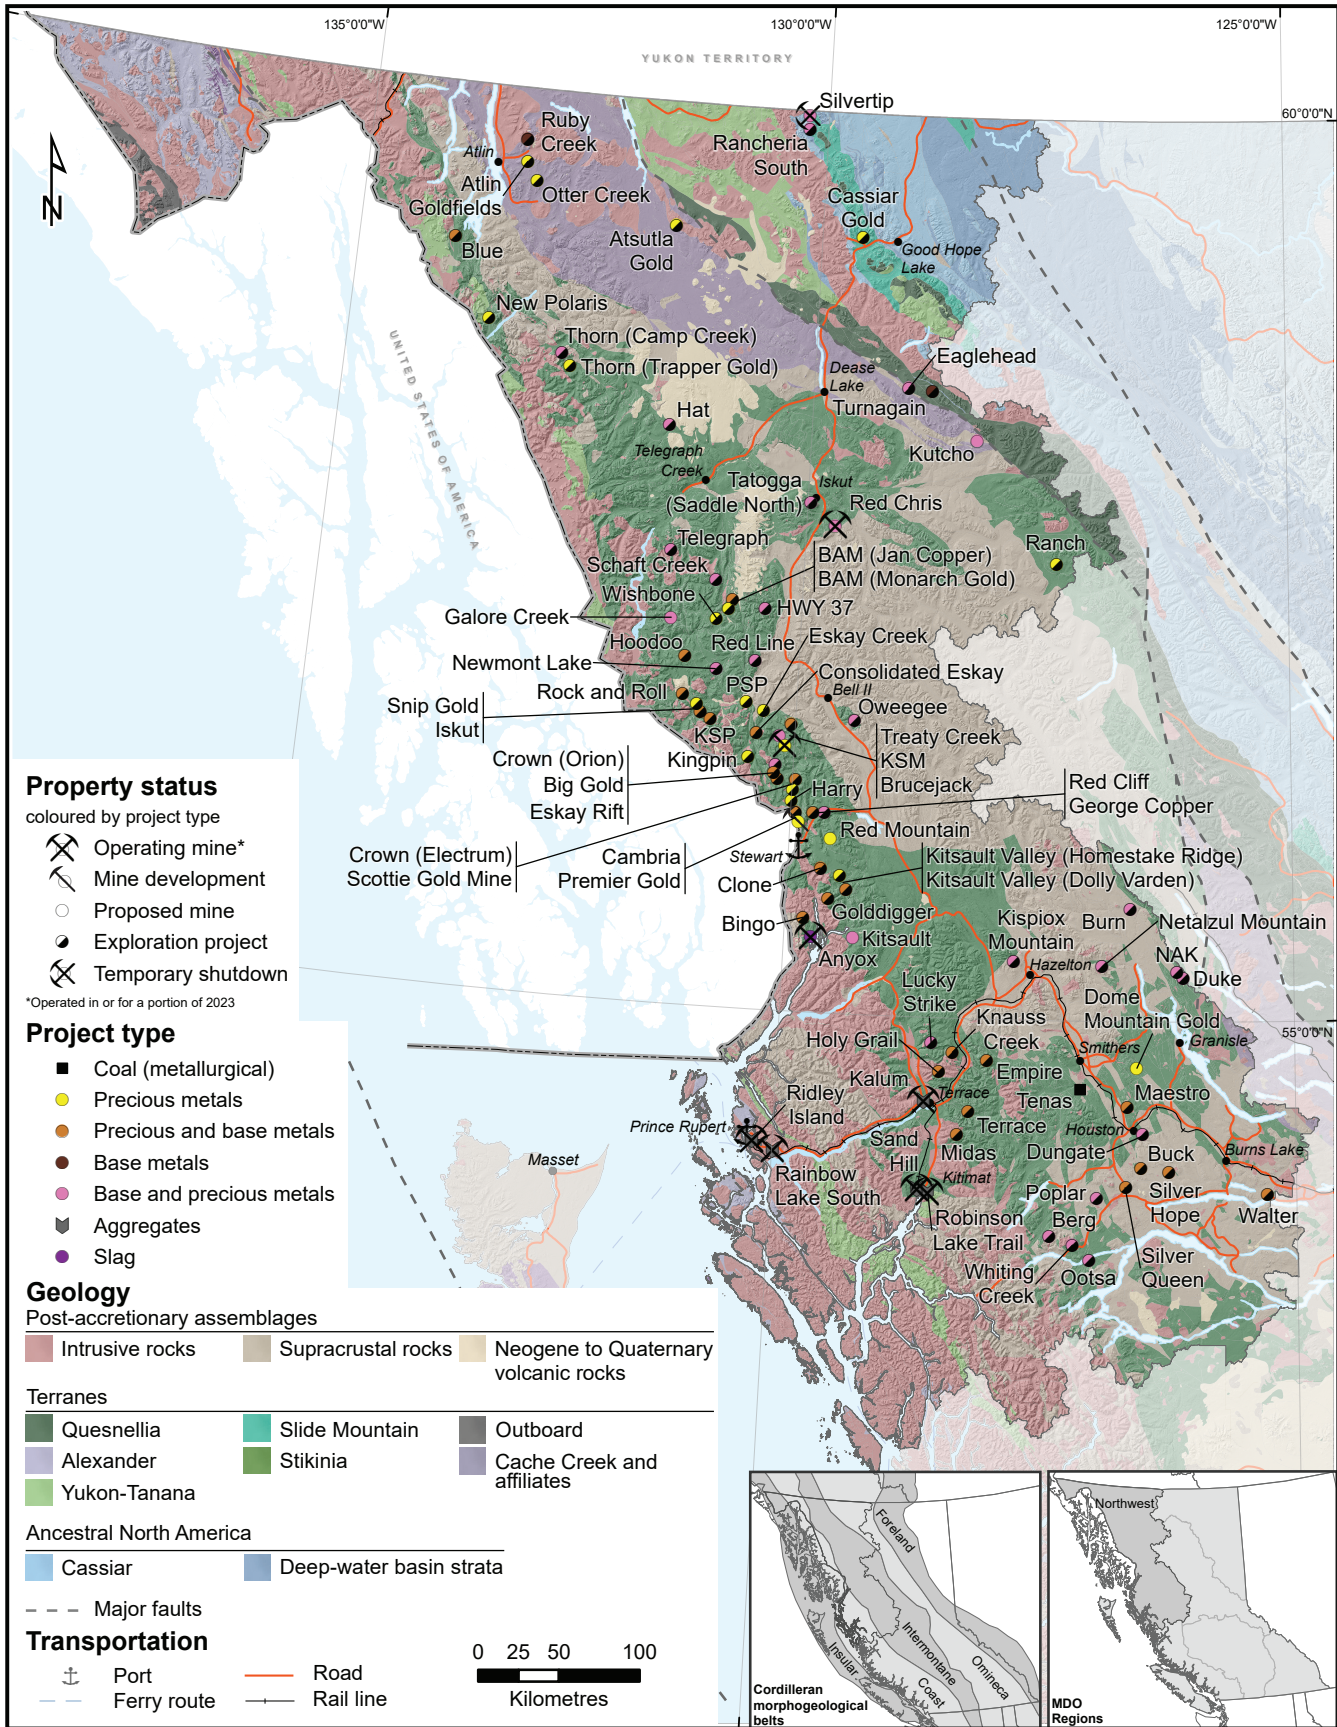 135°0'0"W
130°0'0"W
125°0'0"W
YUKON TERRITORY
60°0'0"N
N
Silvertip
Ruby
Creek
Rancheria
South
Atlin
Atlin
Goldfields
Otter Creek
Cassiar
Gold
Blue
Atsutla
Gold
Good Hope
Lake
New Polaris
UNITED STATES OF AMERICA
Thorn (Camp Creek)
Thorn (Trapper Gold)
Eaglehead
Dease
Lake
Turnagain
Hat
Kutcho
Telegraph
Creek
Tatogga
(Saddle North)
Iskut
Red Chris
Telegraph
Ranch
Schaft Creek
BAM (Jan Copper)
BAM (Monarch Gold)
Wishbone
Galore Creek
HWY 37
Hoodoo
Red Line
Eskay Creek
Newmont Lake
Consolidated Eskay
Rock and Roll
PSP
Bell II
Oweegee
Snip Gold
Iskut
KSP
Kingpin
Treaty Creek
KSM
Brucejack
Crown (Orion)
Big Gold
Eskay Rift
Harry
Red Cliff
George Copper
Crown (Electrum)
Scottie Gold Mine
Cambria
Premier Gold
Red Mountain
Stewart
Kitsault Valley (Homestake Ridge)
Kitsault Valley (Dolly Varden)
Clone
Golddigger
Bingo
Kitsault
Anyox
Kispiox
Mountain
Burn
Netalzul Mountain
Hazelton
NAK
Duke
Lucky
Strike
Dome
Mountain Gold
Knauss
Creek
55°0'0"N
Holy Grail
Smithers
Granisle
Kalum
Empire
Ridley
Island
Terrace
Tenas
Maestro
Prince Rupert
Terrace
Houston
Sand
Hill
Midas
Dungate
Buck
Burns Lake
Masset
Rainbow
Lake South
Kitimat
Poplar
Silver
Hope
Walter
Robinson
Lake Trail
Berg
Whiting
Creek
Ootsa
Silver
Queen
Property status
coloured by project type
Operating mine*
Mine development
Proposed mine
Exploration project
Temporary shutdown
*Operated in or for a portion of 2023
Project type
Coal (metallurgical)
Precious metals
Precious and base metals
Base metals
Base and precious metals
Aggregates
Slag
Geology
Post-accretionary assemblages
Intrusive rocks
Supracrustal rocks
Neogene to Quaternary
volcanic rocks
Terranes
Quesnellia
Slide Mountain
Outboard
Alexander
Stikinia
Cache Creek and
affiliates
Yukon-Tanana
Ancestral North America
Cassiar
Deep-water basin strata
Major faults
Transportation
Port
Road
Ferry route
Rail line
0 25 50 100
Kilometres
Foreland
Intermontane
Omineca
Insular
Coast
Cordilleran
morphogeological
belts
Northwest
MDO
Regions